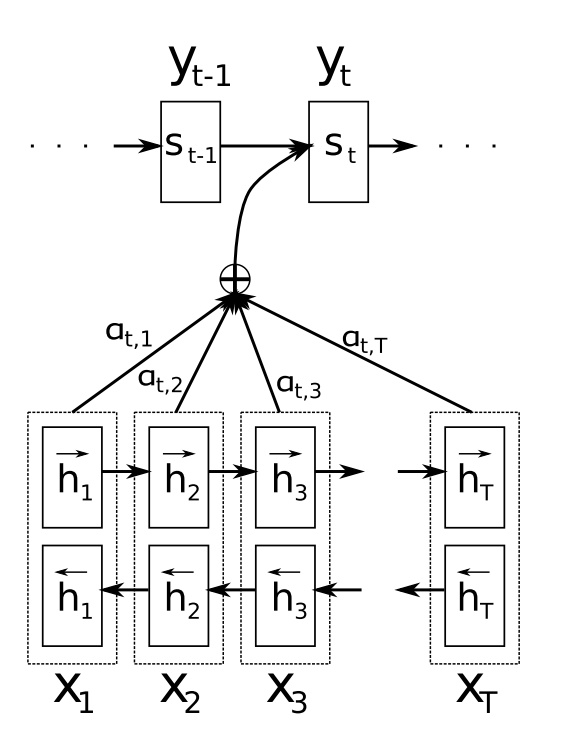 y_{t-1} y_t
. . . s_{t-1} s_t . . .
a_{t,1} a_{t,2} a_{t,3} a_{t,T}
\overrightarrow{h}_1 \overrightarrow{h}_2 \overrightarrow{h}_3 \overrightarrow{h}_T
\overleftarrow{h}_1 \overleftarrow{h}_2 \overleftarrow{h}_3 \overleftarrow{h}_T
x_1 x_2 x_3 x_T